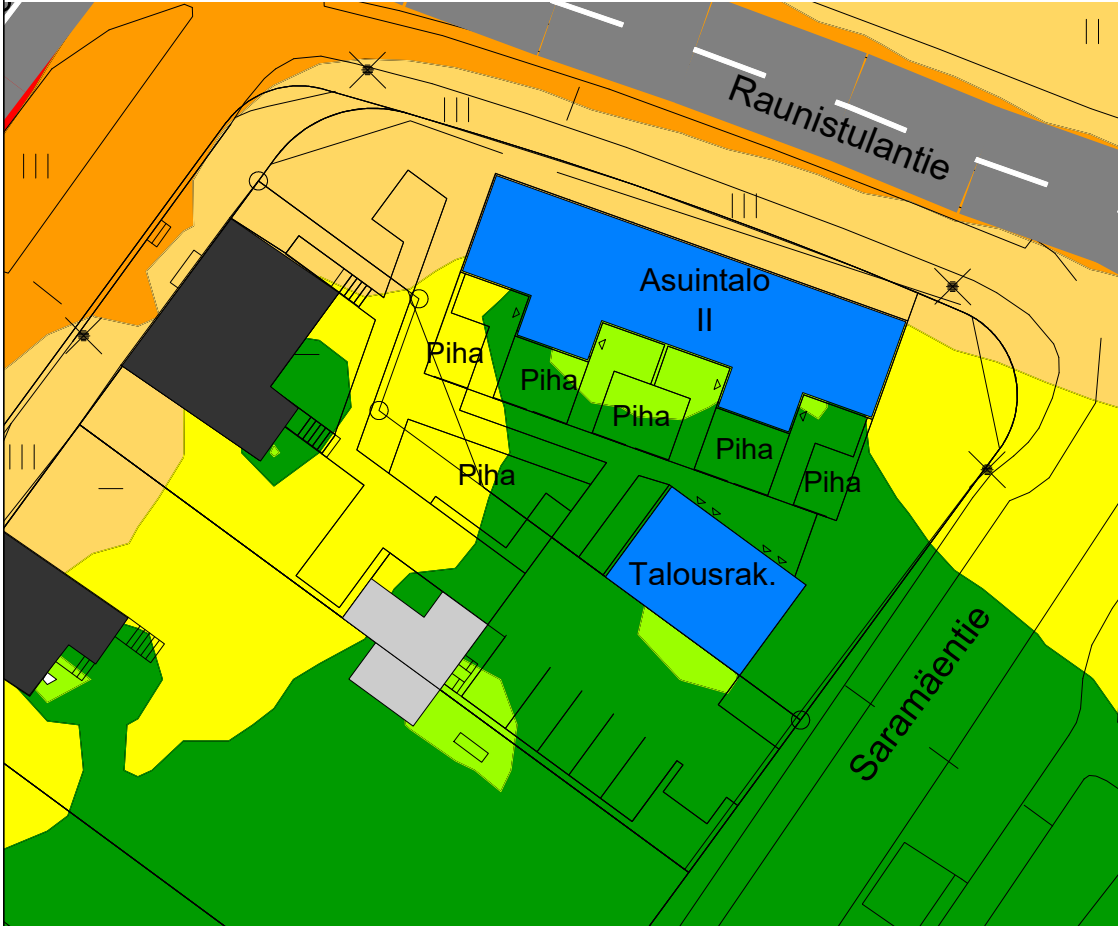 Raunistulantie
Asuintalo
II
Piha
Piha
Piha
Piha
Piha
Piha
Talousrak.
Saramäentie